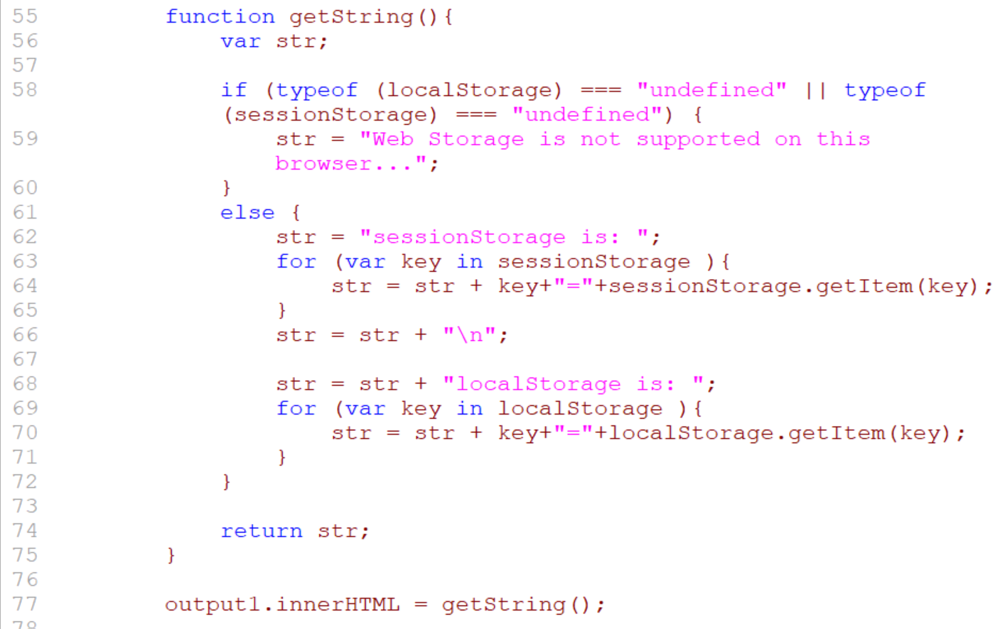 55 function getString(){
56 var str;
57
58 if (typeof (localStorage) === "undefined" || typeof
(sessionStorage) === "undefined") {
59 str = "Web Storage is not supported on this
browser...";
60 }
61 else {
62 str = "sessionStorage is: ";
63 for (var key in sessionStorage ){
64 str = str + key+"="+sessionStorage.getItem(key);
65 }
66 str = str + "\n";
67
68 str = str + "localStorage is: ";
69 for (var key in localStorage ){
70 str = str + key+"="+localStorage.getItem(key);
71 }
72 }
73
74 return str;
75 }
76
77 output1.innerHTML = getString();
78